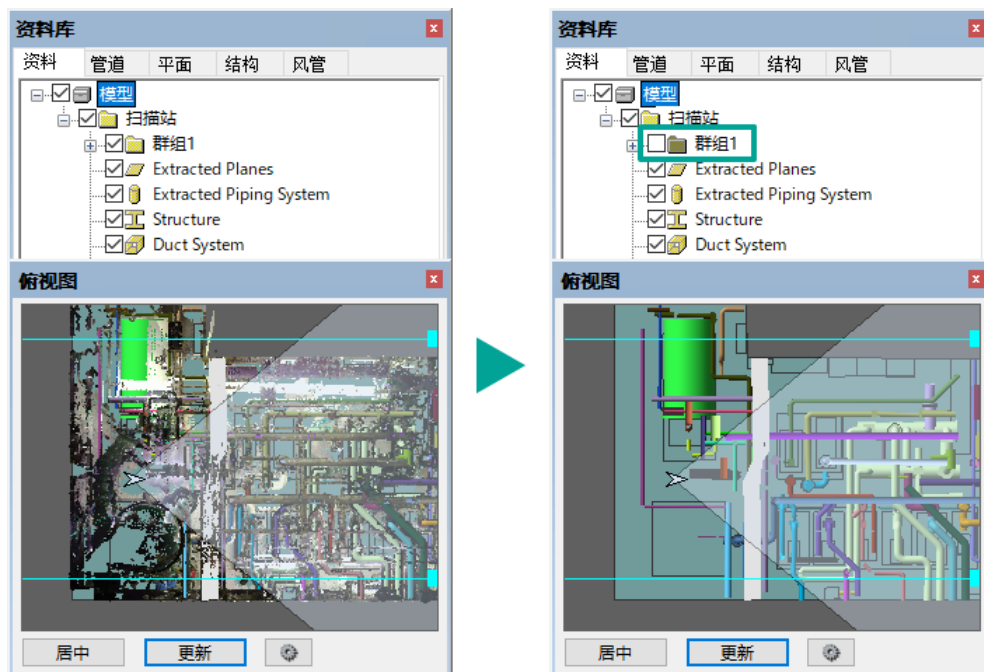 资料库
资料 管道 平面 结构 风管
模型
扫描站
群组1
Extracted Planes
Extracted Piping System
Structure
Duct System
俯视图
居中 更新
资料库
资料 管道 平面 结构 风管
模型
扫描站
群组1
Extracted Planes
Extracted Piping System
Structure
Duct System
俯视图
居中 更新